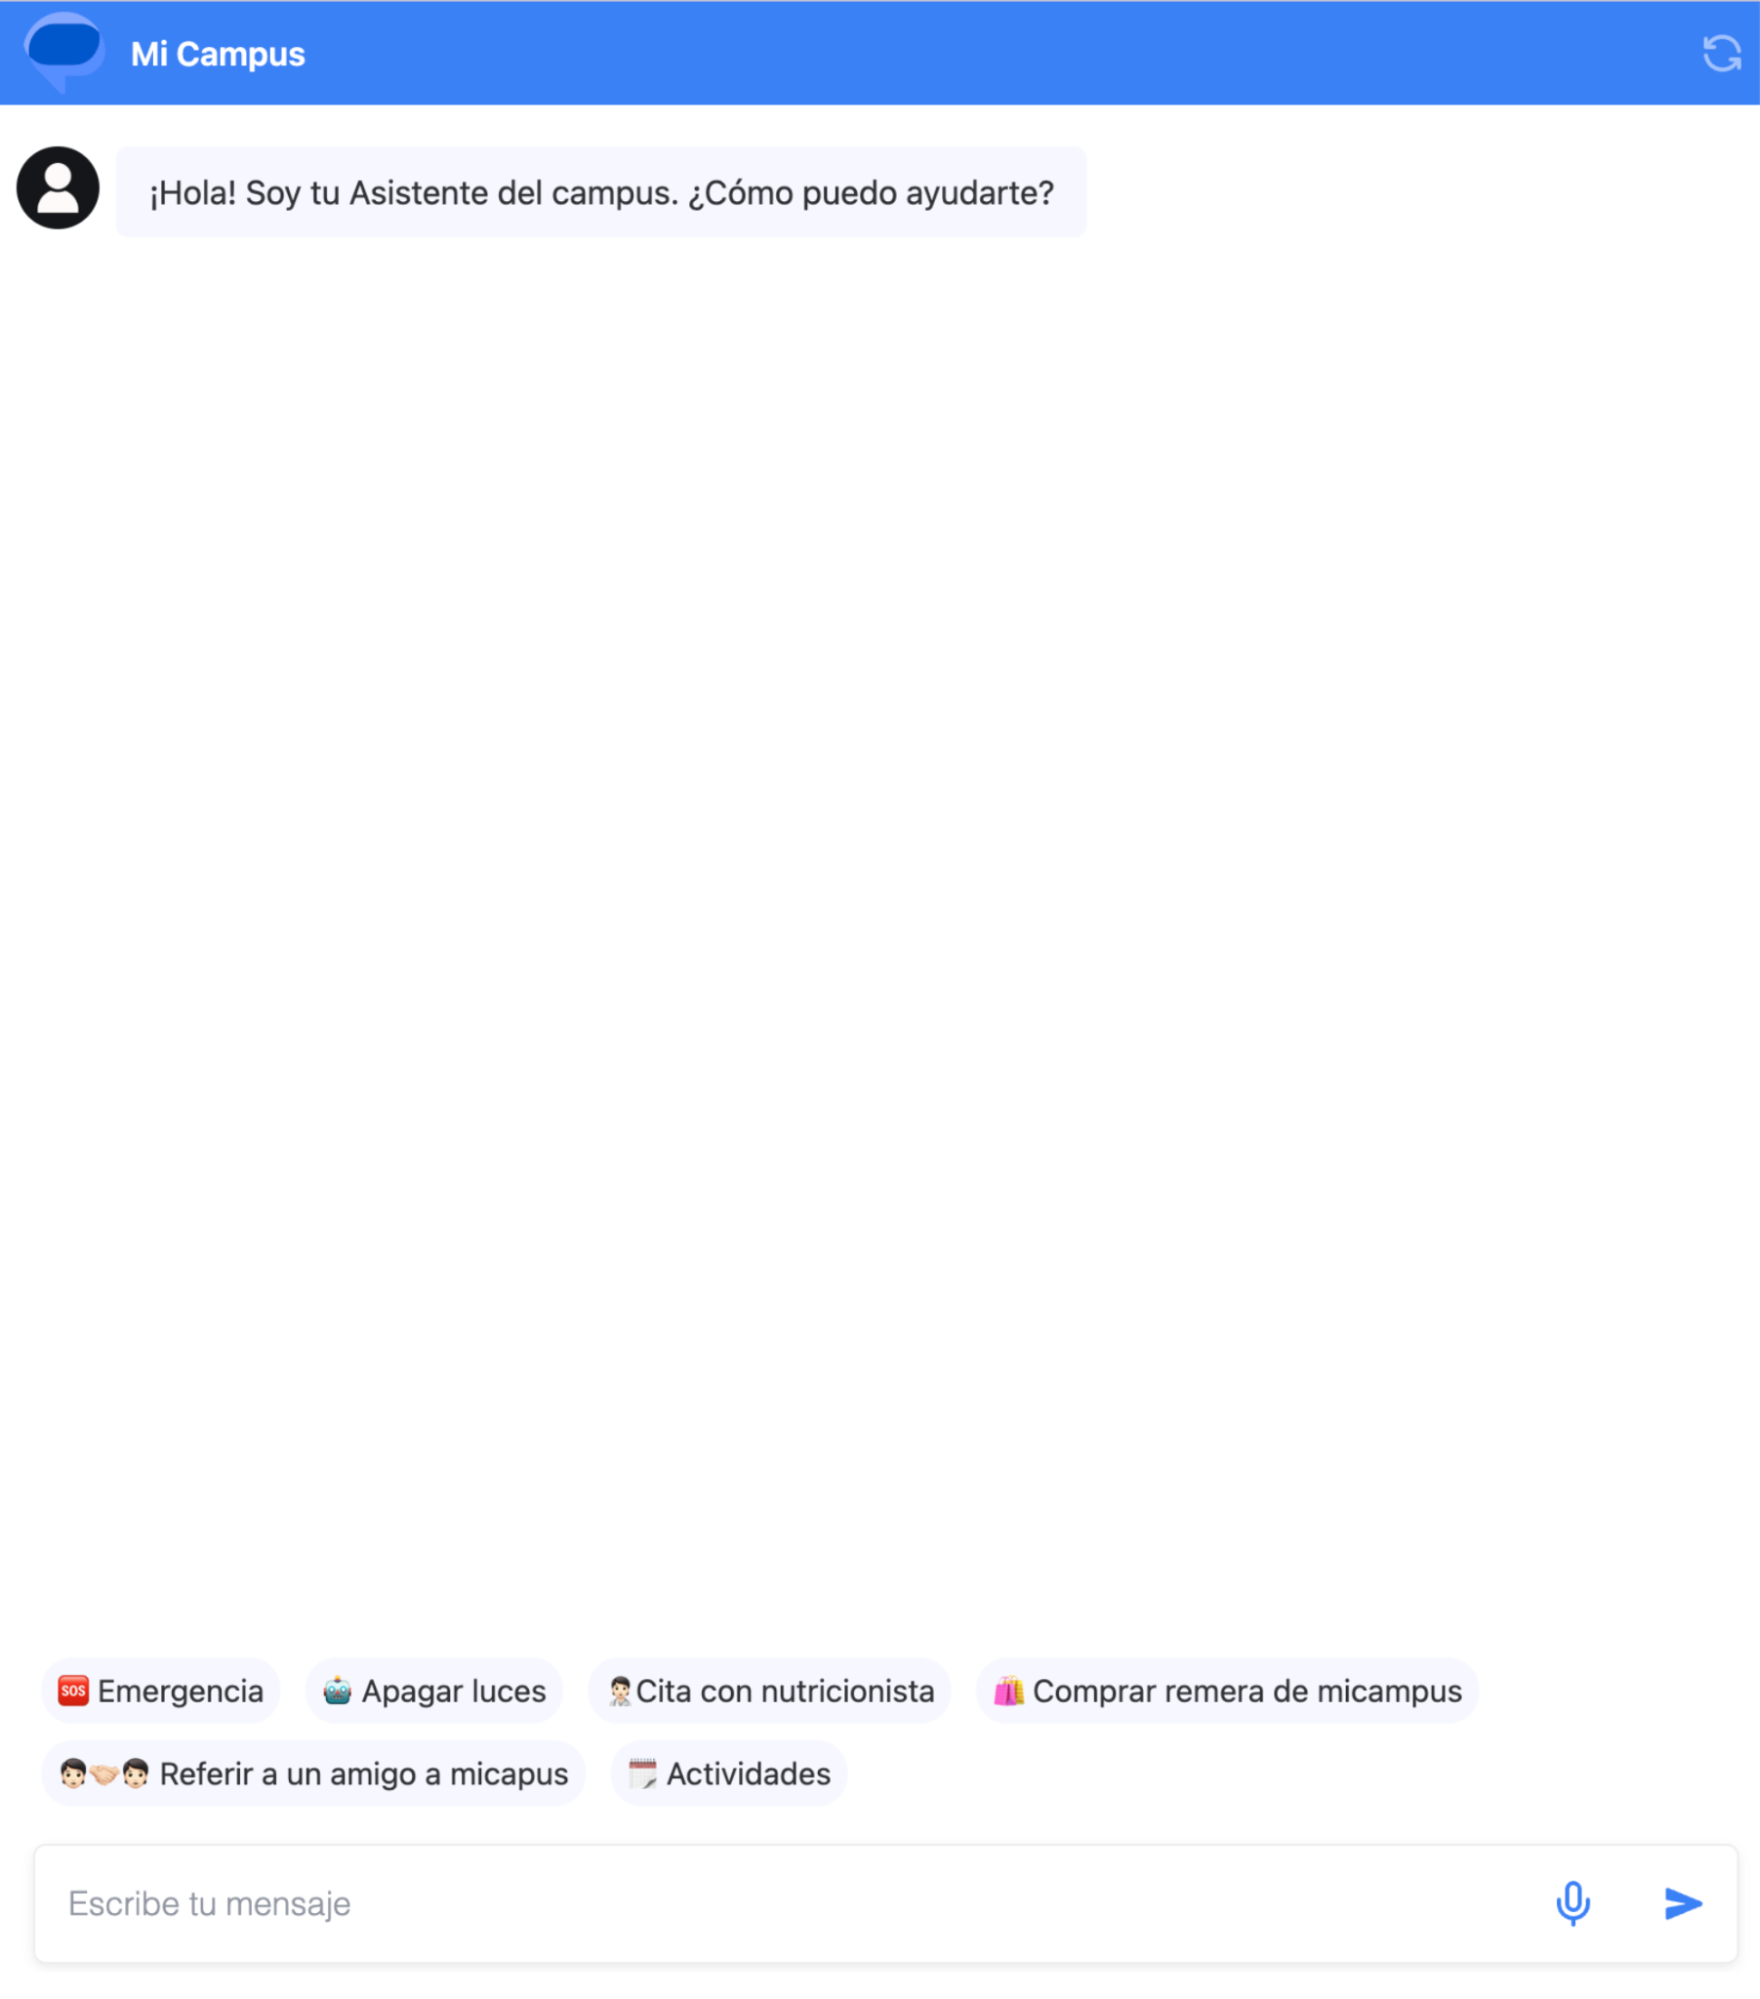 Mi Campus
¡Hola! Soy tu Asistente del campus. ¿Cómo puedo ayudarte?
SOS Emergencia
Apagar luces
Cita con nutricionista
Comprar remera de micampus
Referir a un amigo a micapus
Actividades
Escribe tu mensaje